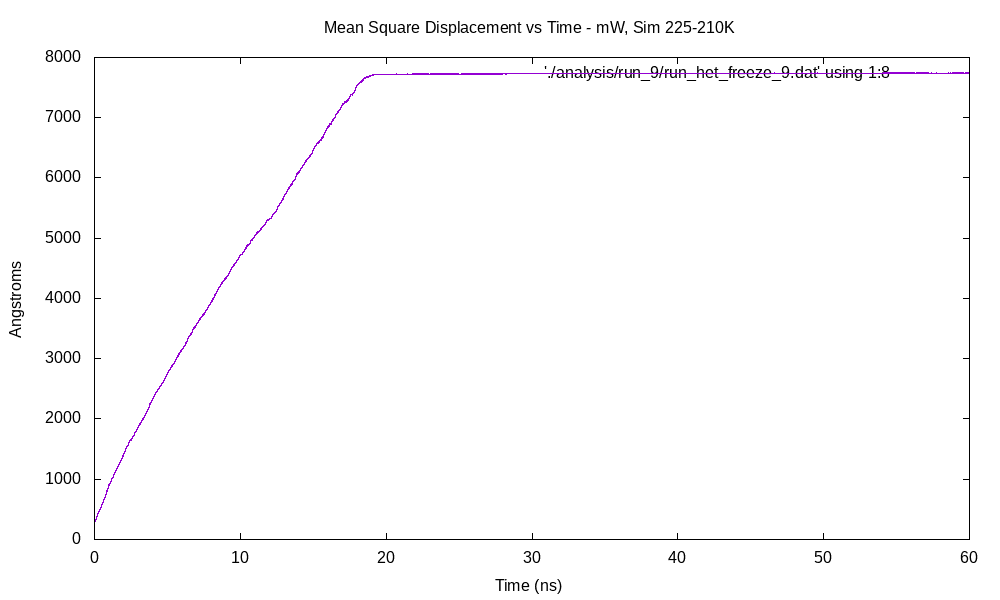 Mean Square Displacement vs Time - mW, Sim 225-210K
8000
7000
6000
5000
4000
3000
2000
1000
0
Angstroms
'./analysis/run_9/run_het_freeze_9.dat' using 1:8
0 10 20 30 40 50 60
Time (ns)